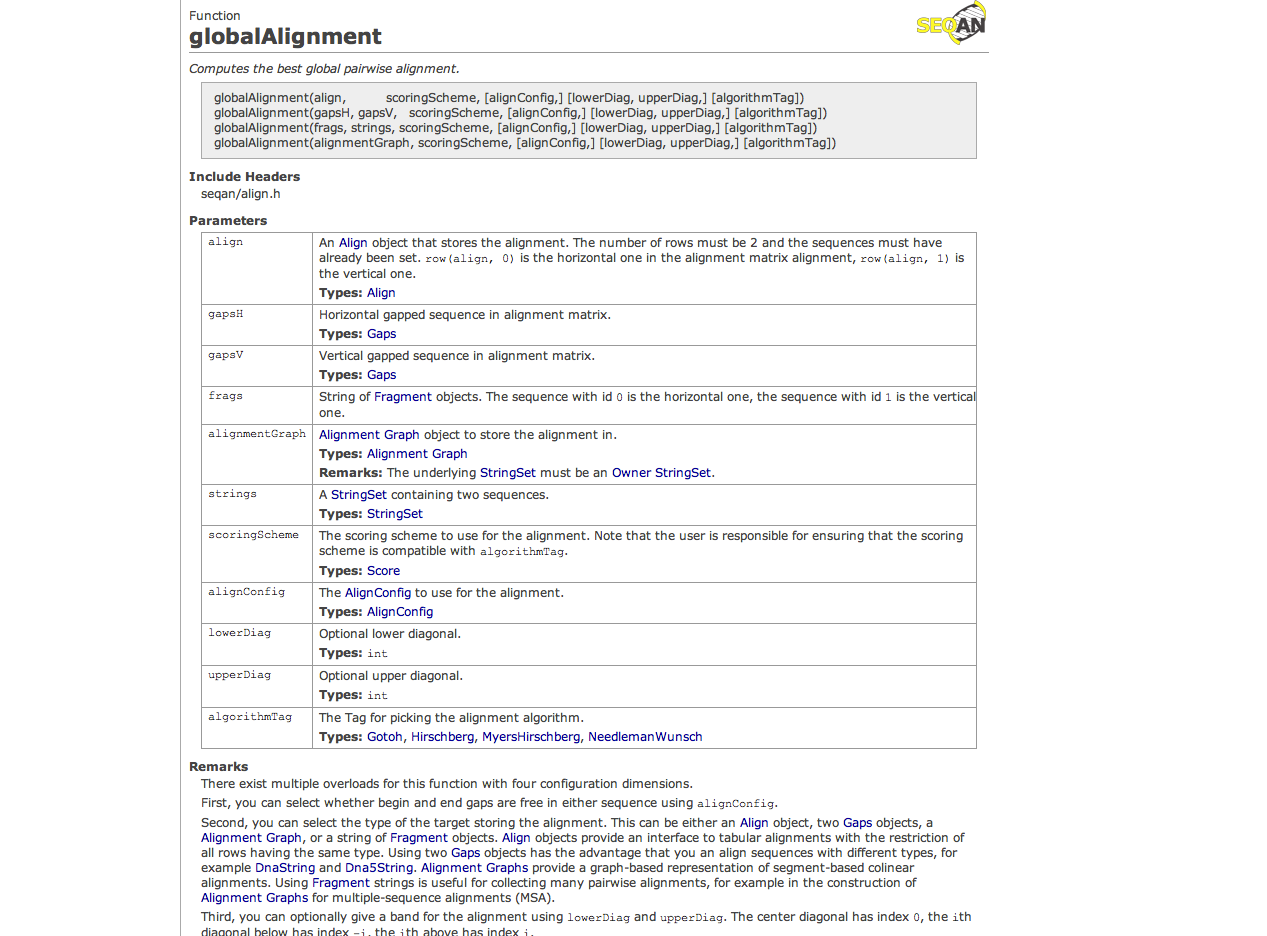 Function
SEQAN
globalAlignment
Computes the best global pairwise alignment.
globalAlignment(align, scoringScheme, [alignConfig,] [lowerDiag, upperDiag,] [algorithmTag])
globalAlignment(gapsH, gapsV, scoringScheme, [alignConfig,] [lowerDiag, upperDiag,] [algorithmTag])
globalAlignment(frags, strings, scoringScheme, [alignConfig,] [lowerDiag, upperDiag,] [algorithmTag])
globalAlignment(alignmentGraph, scoringScheme, [alignConfig,] [lowerDiag, upperDiag,] [algorithmTag])
Include Headers
seqan/align.h
Parameters
align
An Align object that stores the alignment. The number of rows must be 2 and the sequences must have
already been set. row(align, 0) is the horizontal one in the alignment matrix alignment, row(align, 1) is
the vertical one.
Types: Align
gapsH
Horizontal gapped sequence in alignment matrix.
Types: Gaps
gapsV
Vertical gapped sequence in alignment matrix.
Types: Gaps
frags
String of Fragment objects. The sequence with id 0 is the horizontal one, the sequence with id 1 is the vertical
one.
alignmentGraph
Alignment Graph object to store the alignment in.
Types: Alignment Graph
Remarks: The underlying StringSet must be an Owner StringSet.
strings
A StringSet containing two sequences.
Types: StringSet
scoringScheme
The scoring scheme to use for the alignment. Note that the user is responsible for ensuring that the scoring
scheme is compatible with algorithmTag.
Types: Score
alignConfig
The AlignConfig to use for the alignment.
Types: AlignConfig
lowerDiag
Optional lower diagonal.
Types: int
upperDiag
Optional upper diagonal.
Types: int
algorithmTag
The Tag for picking the alignment algorithm.
Types: Gotoh, Hirschberg, MyersHirschberg, NeedlemanWunsch
Remarks
There exist multiple overloads for this function with four configuration dimensions.
First, you can select whether begin and end gaps are free in either sequence using alignConfig.
Second, you can select the type of the target storing the alignment. This can be either an Align object, two Gaps objects, a
Alignment Graph, or a string of Fragment objects. Align objects provide an interface to tabular alignments with the restriction of
all rows having the same type. Using two Gaps objects has the advantage that you an align sequences with different types, for
example DnaString and Dna5String. Alignment Graphs provide a graph-based representation of segment-based colinear
alignments. Using Fragment strings is useful for collecting many pairwise alignments, for example in the construction of
Alignment Graphs for multiple-sequence alignments (MSA).
Third, you can optionally give a band for the alignment using lowerDiag and upperDiag. The center diagonal has index 0, the ith
diagonal below has index -i, the ith above has index i.